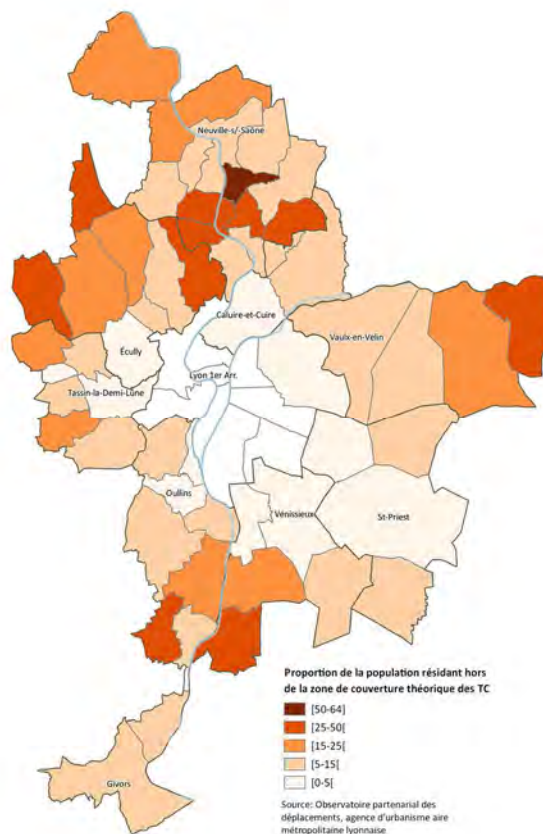 Neuville-s/-Saône
Caluire-et-Cuire
Vaulx-en-Velin
Écully
Lyon 1er Arr.
Tassin-la-Demi-Lune
Oullins
Vénissieux
St-Priest
Givors
Proportion de la population résidant hors
de la zone de couverture théorique des TC
[50-64]
[25-50[
[15-25[
[5-15[
[0-5[
Source: Observatoire partenarial des
déplacements, agence d'urbanisme aire
métropolitaine lyonnaise